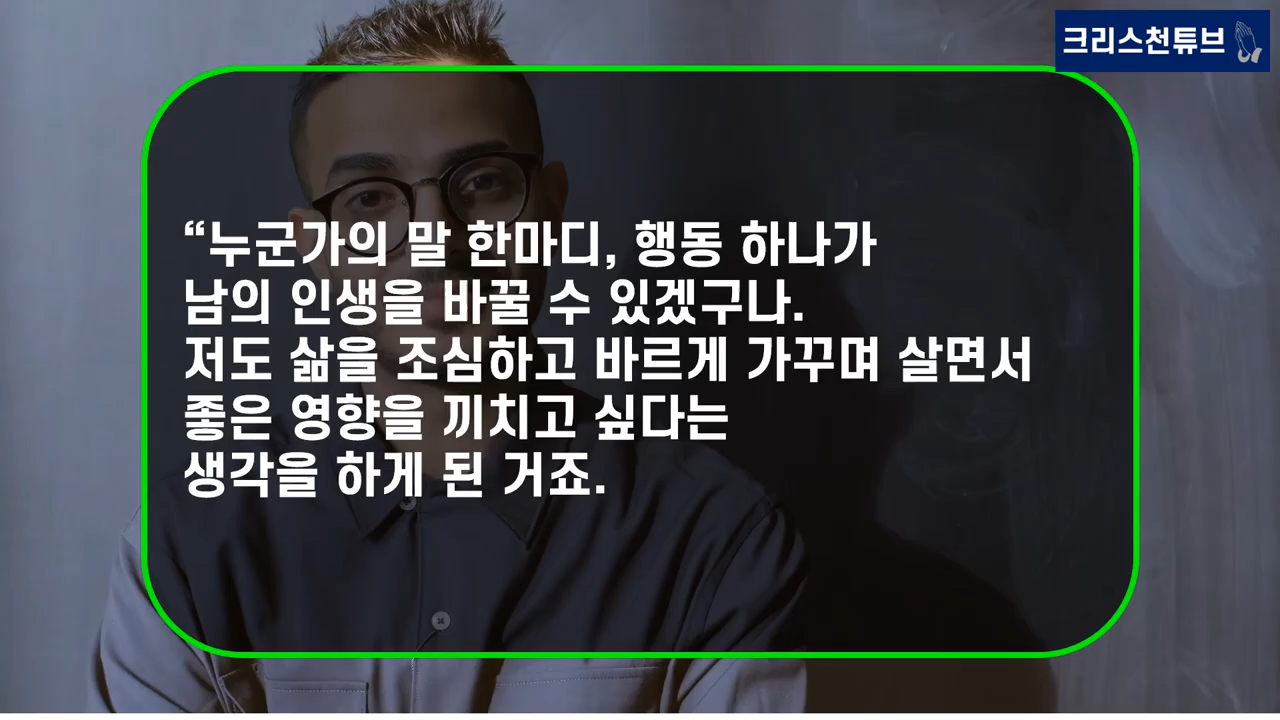 크리스천튜브
“누군가의 말 한마디, 행동 하나가
남의 인생을 바꿀 수 있겠구나.
저도 삶을 조심하고 바르게 가꾸며 살면서
좋은 영향을 끼치고 싶다는
생각을 하게 된 거죠.